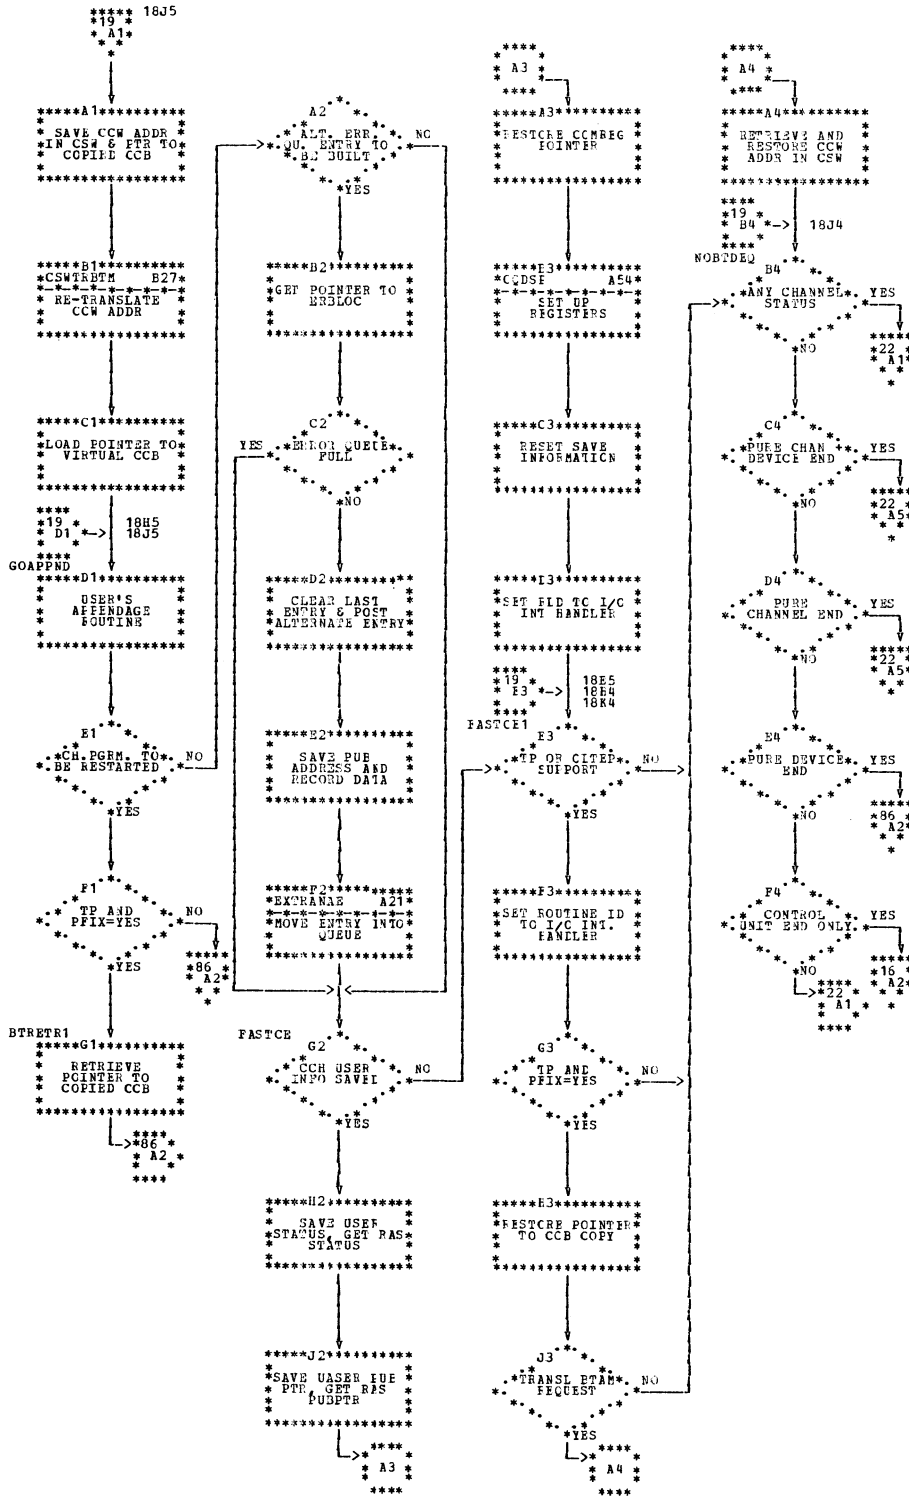 18J5
19
A1
A1
SAVE CCW ADDR
IN CSW & PTR TO
COPIED CCB
B1
CSWTRBTM B27
RE-TRANSLATE
CCW ADDR
C1
LOAD POINTER TO
VIRTUAL CCB
19
D1
18H5
18J5
GOAPPND
D1
USER'S
APPENDAGE
ROUTINE
E1
CH.PGRM. TO
BE RESTARTED
NO
YES
F1
TP AND
PFIX=YES
NO
YES
86
A2
BTRETR1
G1
RETRIEVE
POINTER TO
COPIED CCB
86
A2
A2
ALT. ERR
QU. ENTRY TO
BE BUILT
NO
YES
B2
GET POINTER TO
ERBLOC
C2
ERROR QUEUE
FULL
YES
NO
D2
CLEAR LAST
ENTRY & POST
ALTERNATE ENTRY
E2
SAVE PUB
ADDRESS AND
RECORD DATA
F2
EXTRANAE A21
MOVE ENTRY INTO
QUEUE
FASTCE
G2
CCH USER
INFO SAVED
NO
YES
H2
SAVE USER
STATUS, GET RAS
STATUS
J2
SAVE UASER PUB
PTR, GET RAS
PUBPTR
A3
A3
A3
RESTORE COMREG
POINTER
B3
CQDSP A54
SET UP
REGISTERS
C3
RESET SAVE
INFORMATION
D3
SET RID TO I/O
INT HANDLER
19
E3
18E5
18H4
18K4
FASTCE1
E3
TP OR OLTEP
SUPPORT
NO
YES
F3
SET ROUTINE ID
TO I/O INT.
HANDLER
G3
TP AND
PFIX=YES
NO
YES
H3
RESTORE POINTER
TO CCB COPY
J3
TRANSL BTAM
REQUEST
NO
YES
A4
A4
A4
RETRIEVE AND
RESTORE CCW
ADDR IN CSW
19
B4
18J4
NOBTDEQ
B4
ANY CHANNEL
STATUS
YES
NO
22
A1
C4
PURE CHAN +
DEVICE END
YES
NO
22
A5
D4
PURE
CHANNEL END
YES
NO
22
A5
E4
PURE DEVICE
END
YES
NO
86
A2
F4
CONTROL
UNIT END ONLY
YES
NO
16
A2
22
A1